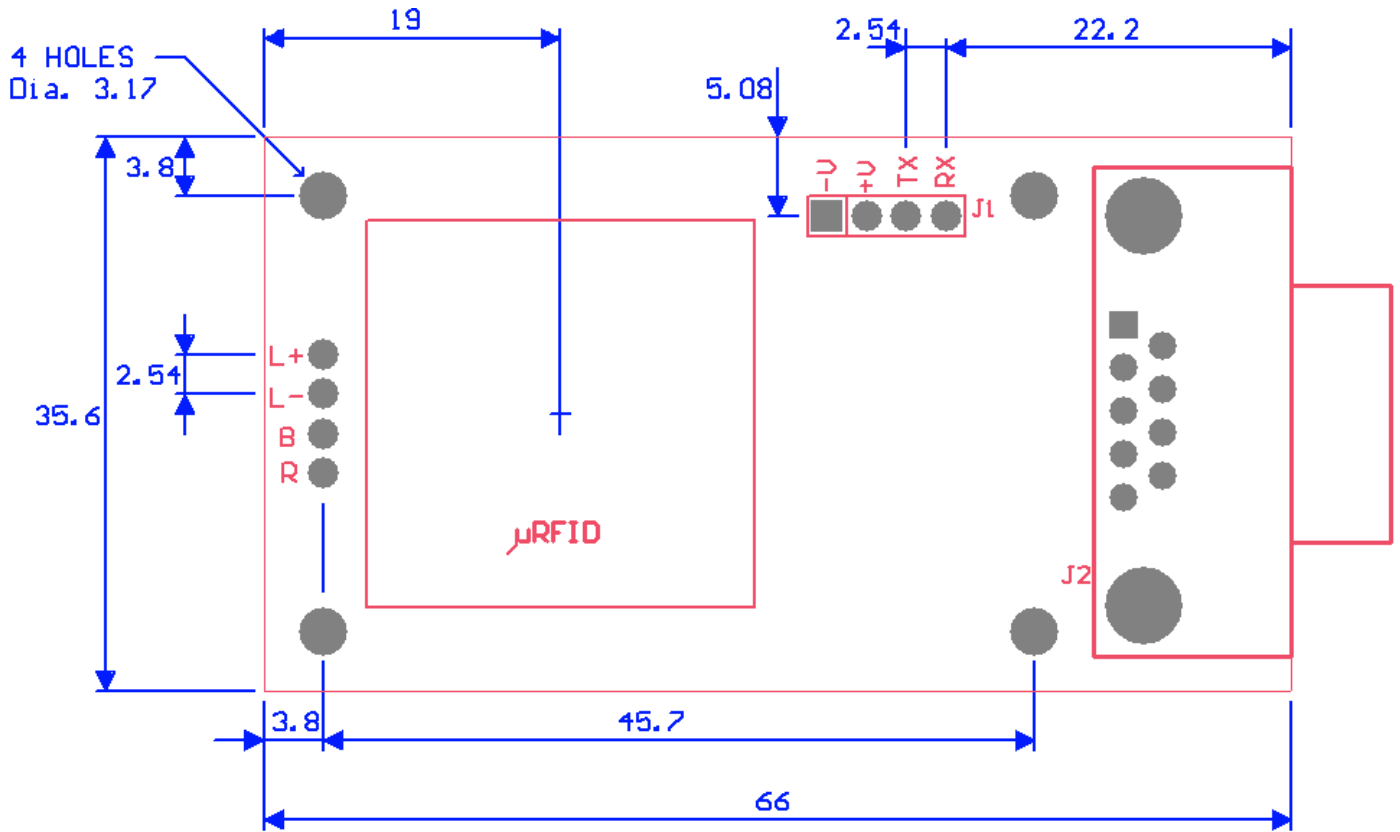 19
2.54
22.2
4 HOLES
Dia. 3.17
5.08
3.8
-V
+V
TX
RX
J1
L+
2.54
L-
35.6
B
R
µRFID
J2
3.8
45.7
66